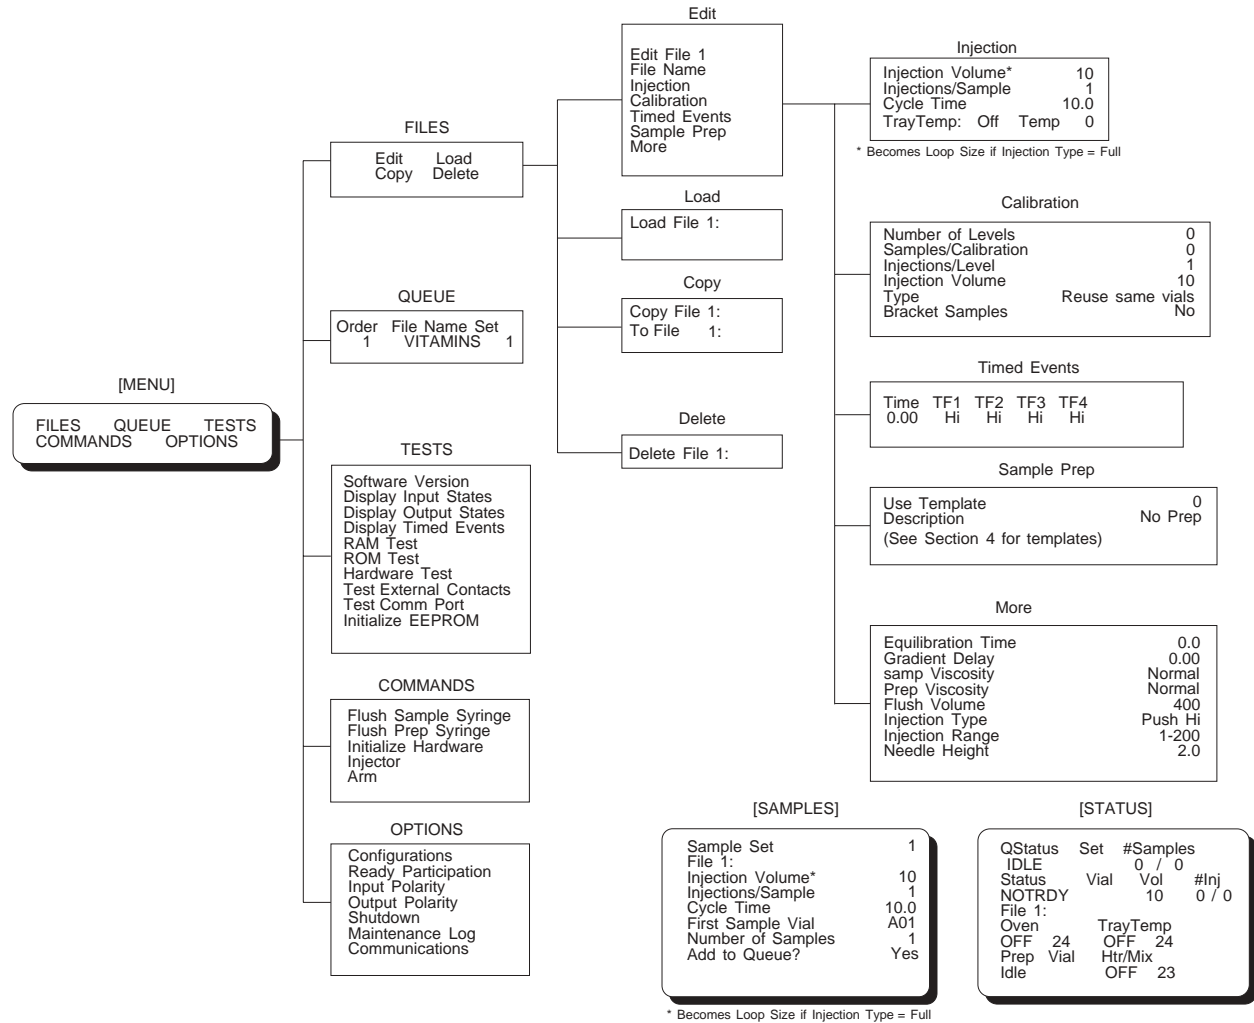 [MENU]
FILES QUEUE TESTS
COMMANDS OPTIONS
FILES
Edit Load
Copy Delete
QUEUE
Order File Name Set
1 VITAMINS 1
TESTS
Software Version
Display Input States
Display Output States
Display Timed Events
RAM Test
ROM Test
Hardware Test
Test External Contacts
Test Comm Port
Initialize EEPROM
COMMANDS
Flush Sample Syringe
Flush Prep Syringe
Initialize Hardware
Injector
Arm
OPTIONS
Configurations
Ready Participation
Input Polarity
Output Polarity
Shutdown
Maintenance Log
Communications
Edit
Edit File 1
File Name
Injection
Calibration
Timed Events
Sample Prep
More
Load
Load File 1:
Copy
Copy File 1:
To File 1:
Delete
Delete File 1:
Injection
Injection Volume* 10
Injections/Sample 1
Cycle Time 10.0
TrayTemp: Off Temp 0
* Becomes Loop Size if Injection Type = Full
Calibration
Number of Levels 0
Samples/Calibration 0
Injections/Level 1
Injection Volume 10
Type Reuse same vials
Bracket Samples No
Timed Events
Time TF1 TF2 TF3 TF4
0.00 Hi Hi Hi Hi
Sample Prep
Use Template 0
Description No Prep
(See Section 4 for templates)
More
Equilibration Time 0.0
Gradient Delay 0.00
samp Viscosity Normal
Prep Viscosity Normal
Flush Volume 400
Injection Type Push Hi
Injection Range 1-200
Needle Height 2.0
[SAMPLES]
Sample Set 1
File 1:
Injection Volume* 10
Injections/Sample 1
Cycle Time 10.0
First Sample Vial A01
Number of Samples 1
Add to Queue? Yes
* Becomes Loop Size if Injection Type = Full
[STATUS]
QStatus Set #Samples
IDLE 0 / 0
Status Vial Vol #Inj
NOTRDY 10 0 / 0
File 1:
Oven TrayTemp
OFF 24 OFF 24
Prep Vial Htr/Mix
Idle OFF 23